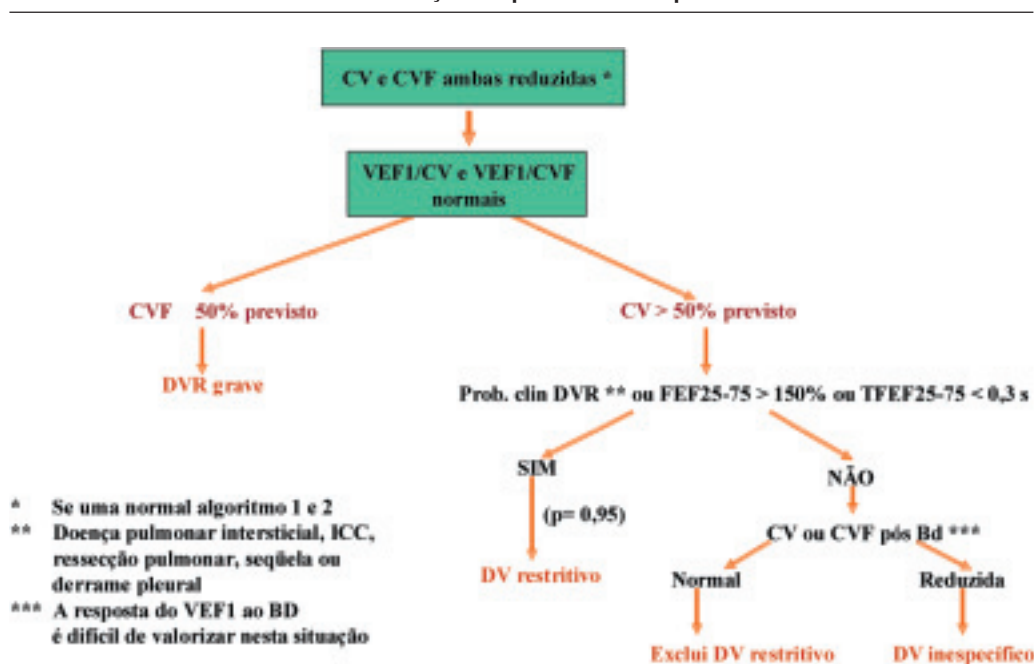 CV e CVF ambas reduzidas *
VEF1/CV e VEF1/CVF
normais
CVF 50% previsto
CV > 50% previsto
DVR grave
Prob. clin DVR ** ou FEF25-75 > 150% ou TFEF25-75 < 0,3 s
SIM
NÃO
(p= 0,95)
CV ou CVF pós Bd ***
DV restritivo
Normal
Reduzida
Exclui DV restritivo
DV inespecífico
* Se uma normal algoritmo 1 e 2
** Doença pulmonar intersticial, ICC,
ressecção pulmonar, seqüela ou
derrame pleural
*** A resposta do VEF1 ao BD
é difícil de valorizar nesta situação